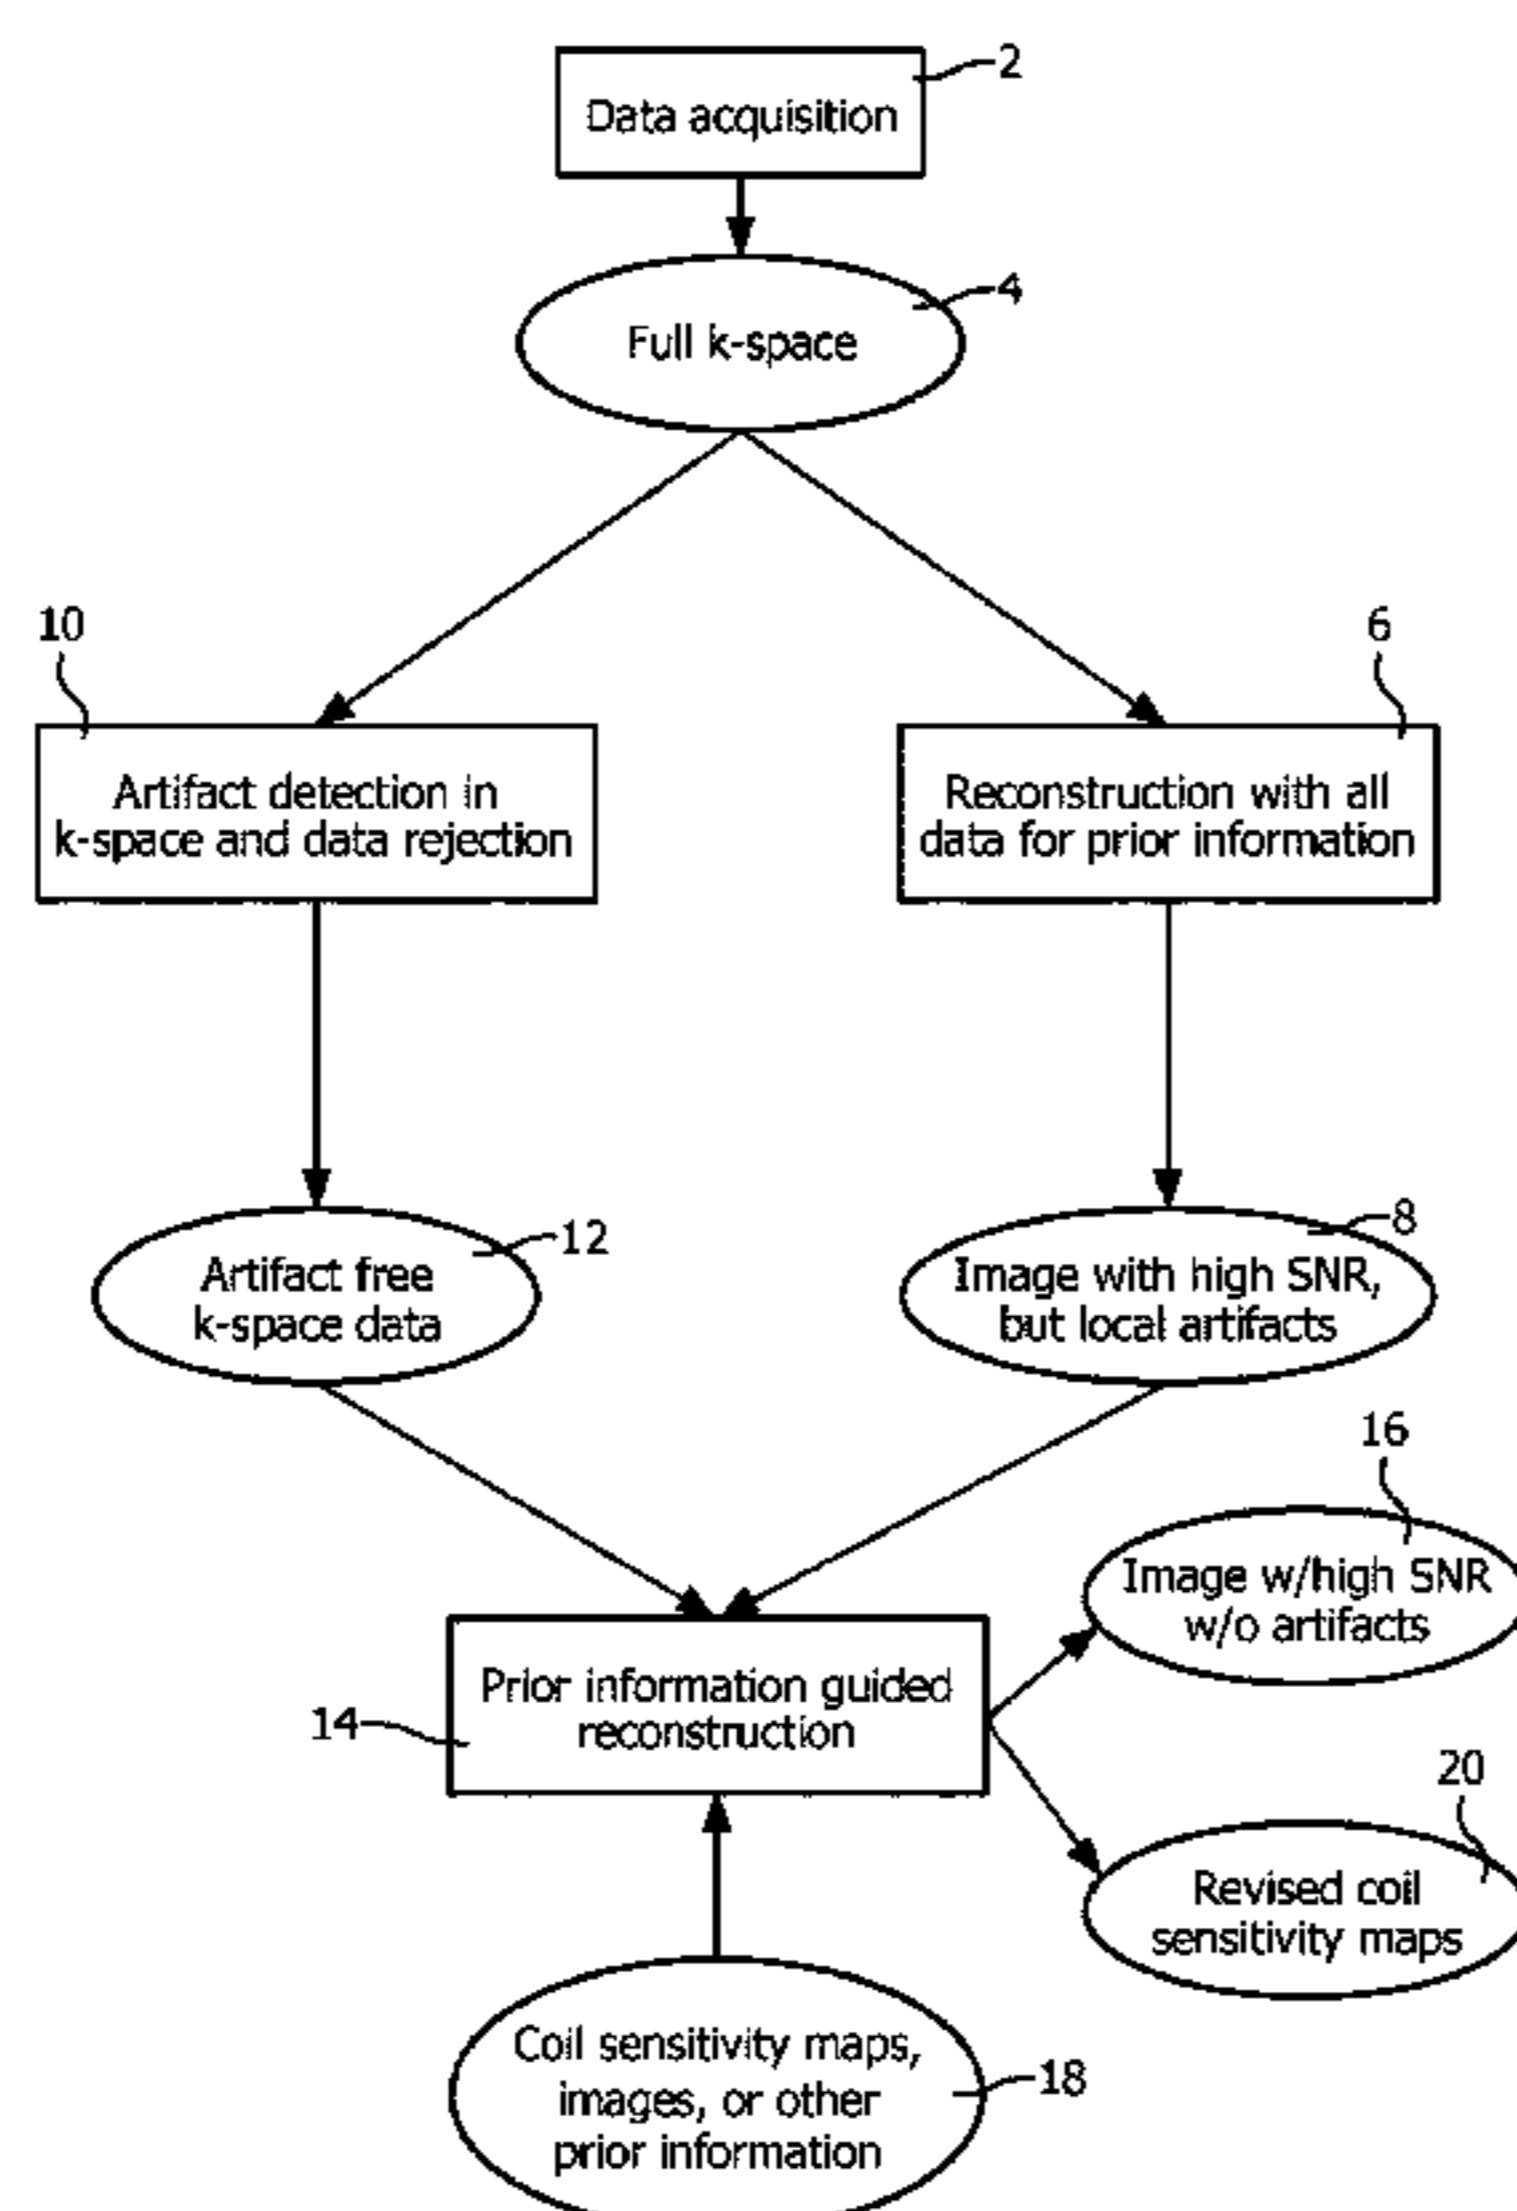 2
Data acquisition
4
Full k-space
10
6
Artifact detection in
k-space and data rejection
Reconstruction with all
data for prior information
12
Artifact free
k-space data
8
Image with high SNR,
but local artifacts
16
Image w/high SNR
w/o artifacts
14
Prior information guided
reconstruction
20
Revised coil
sensitivity maps
18
Coil sensitivity maps,
images, or other
prior information